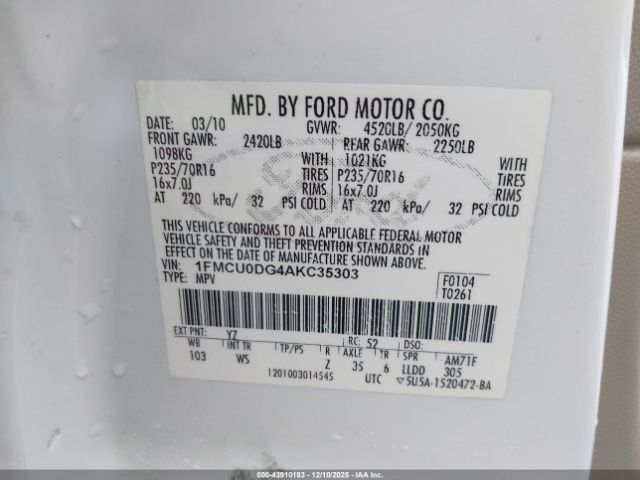 MFD. BY FORD MOTOR CO.
DATE: 03/10 GVWR: 4520LB/ 2050KG
FRONT GAWR: 2420LB REAR GAWR: 2250LB
1098KG WITH 1021KG WITH
P235/70R16 TIRES P235/70R16 TIRES
16x7.0J RIMS 16x7.0J RIMS
AT 220 kPa/ 32 PSI COLD AT 220 kPa/ 32 PSI COLD
THIS VEHICLE CONFORMS TO ALL APPLICABLE FEDERAL MOTOR
VEHICLE SAFETY AND THEFT PREVENTION STANDARDS IN
EFFECT ON THE DATE OF MANUFACTURE SHOWN ABOVE.
VIN: 1FMCU0DG4AKC35303
TYPE: MPV
F0104
T0261
EXT PNT: YZ RC: 52 DSO:
WB INT TR TP/PS R AXLE TR SPR AM71F
103 WS Z 35 6 LLDD 305
1201003014545 UTC ▽5U5A-1520472-BA
000-43910183 - 12/10/2025 - IAAI.COM